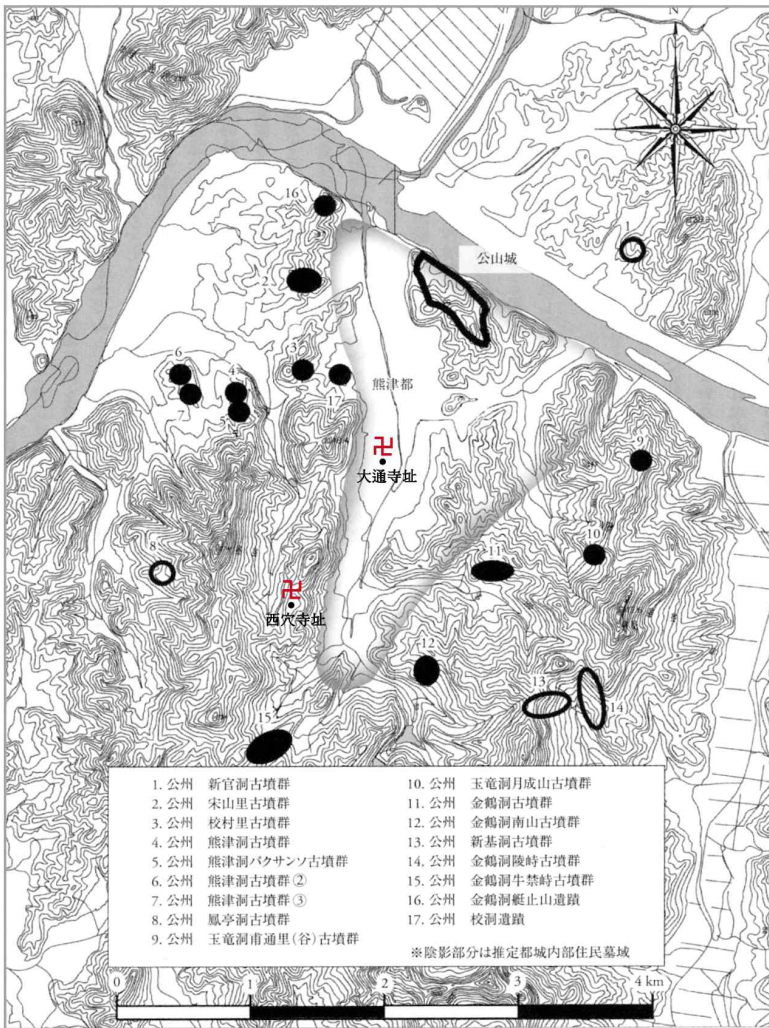 N
16
1
公山城
2
3
6
4
17
熊津都
7
5
9
大通寺址
10
8
11
西穴寺址
12
13
14
15
1. 公州 新官洞古墳群
2. 公州 宋山里古墳群
3. 公州 校村里古墳群
4. 公州 熊津洞古墳群
5. 公州 熊津洞パクサンソ古墳群
6. 公州 熊津洞古墳群②
7. 公州 熊津洞古墳群③
8. 公州 鳳亭洞古墳群
9. 公州 玉竜洞甫通里(谷)古墳群
10. 公州 玉竜洞月成山古墳群
11. 公州 金鶴洞古墳群
12. 公州 金鶴洞南山古墳群
13. 公州 新基洞古墳群
14. 公州 金鶴洞陵峙古墳群
15. 公州 金鶴洞牛禁峙古墳群
16. 公州 金鶴洞艇止山遺蹟
17. 公州 校洞遺蹟
※陰影部分は推定都城内部住民墓域
0 1 2 3 4 km